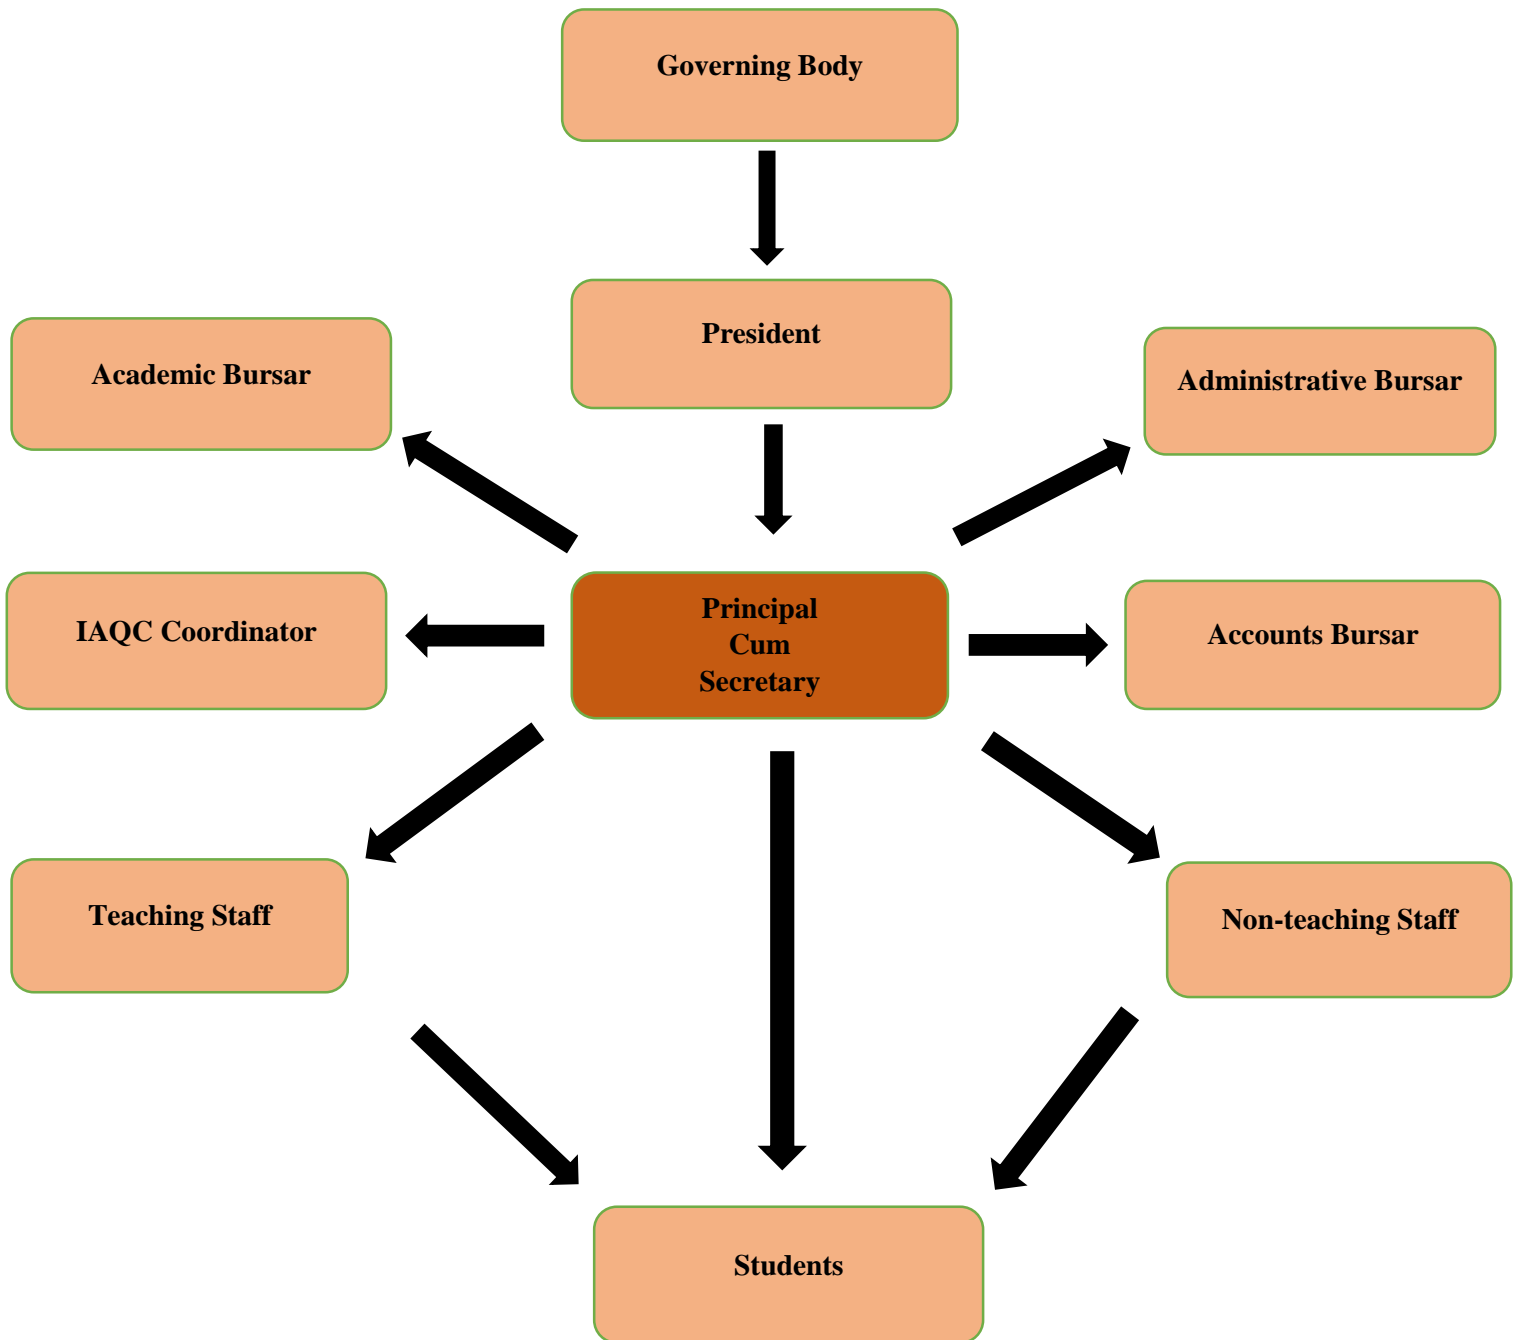 Governing Body
President
Academic Bursar
Administrative Bursar
Principal
Cum
Secretary
IAQC Coordinator
Accounts Bursar
Teaching Staff
Non-teaching Staff
Students